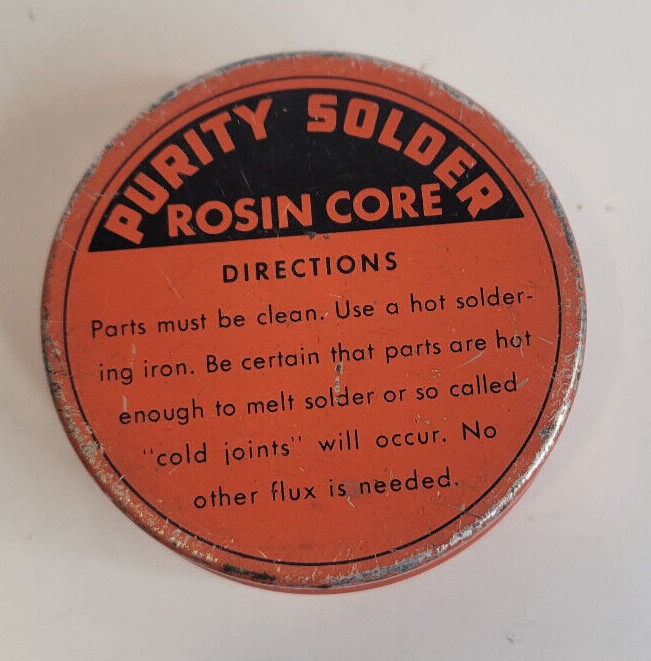 PURITY SOLDER
ROSIN CORE
DIRECTIONS
Parts must be clean. Use a hot solder-
ing iron. Be certain that parts are hot
enough to melt solder or so called
"cold joints" will occur. No
other flux is needed.